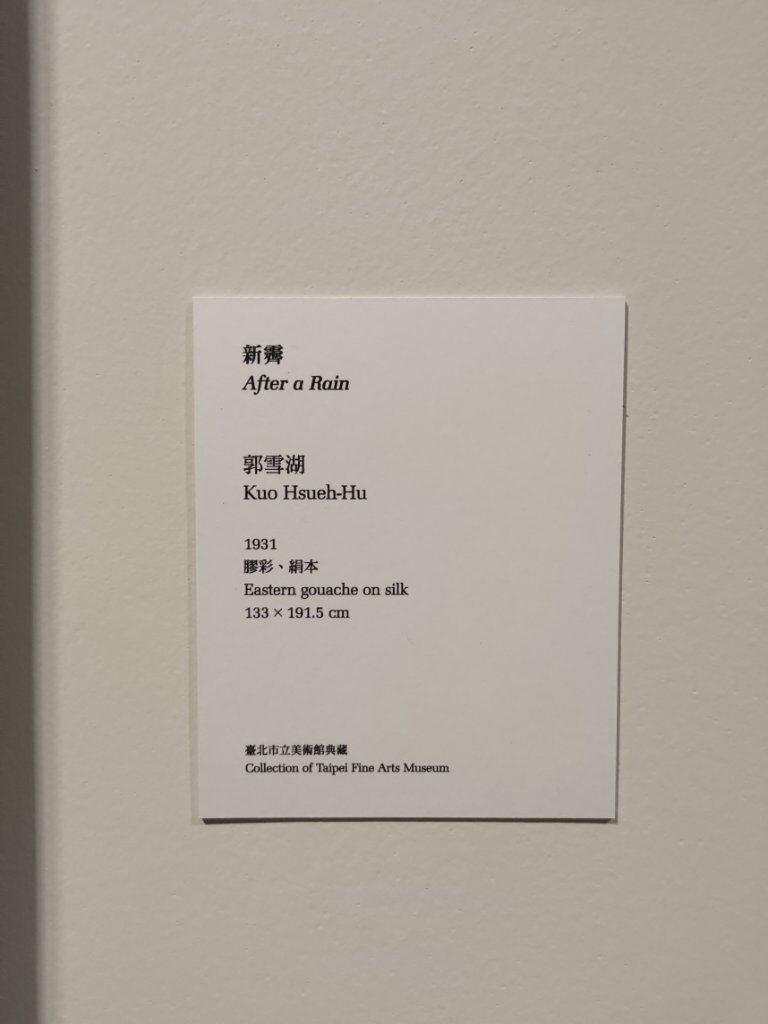 新霽
After a Rain
郭雪湖
Kuo Hsueh-Hu
1931
膠彩、絹本
Eastern gouache on silk
133 × 191.5 cm
臺北市立美術館典藏
Collection of Taipei Fine Arts Museum